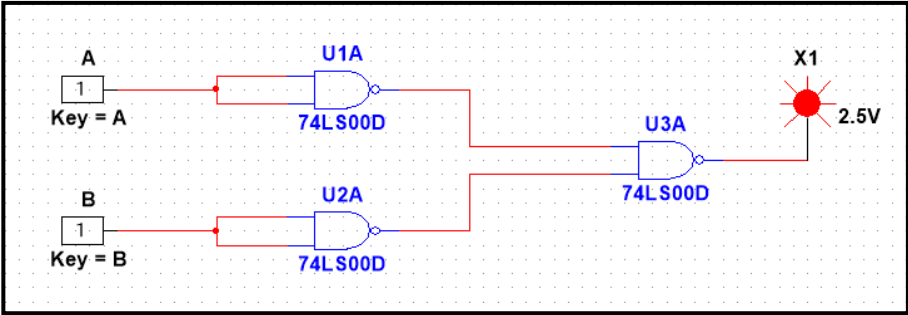 A
1
Key = A
U1A
74LS00D
B
1
Key = B
U2A
74LS00D
U3A
74LS00D
X1
2.5V